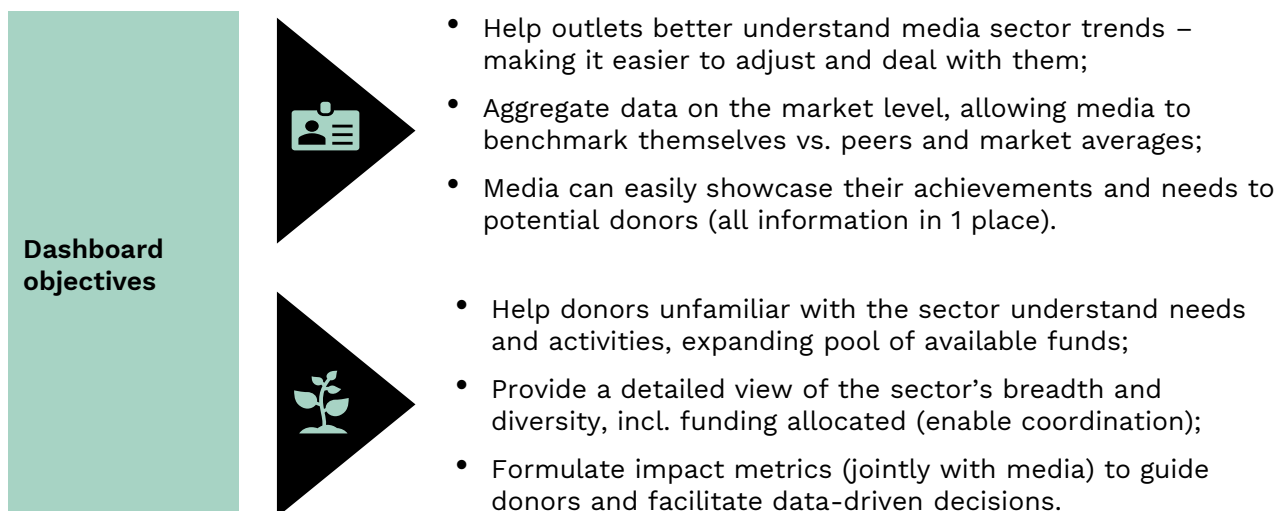 Dashboard
objectives
• Help outlets better understand media sector trends –
making it easier to adjust and deal with them;
• Aggregate data on the market level, allowing media to
benchmark themselves vs. peers and market averages;
• Media can easily showcase their achievements and needs to
potential donors (all information in 1 place).
• Help donors unfamiliar with the sector understand needs
and activities, expanding pool of available funds;
• Provide a detailed view of the sector’s breadth and
diversity, incl. funding allocated (enable coordination);
• Formulate impact metrics (jointly with media) to guide
donors and facilitate data-driven decisions.